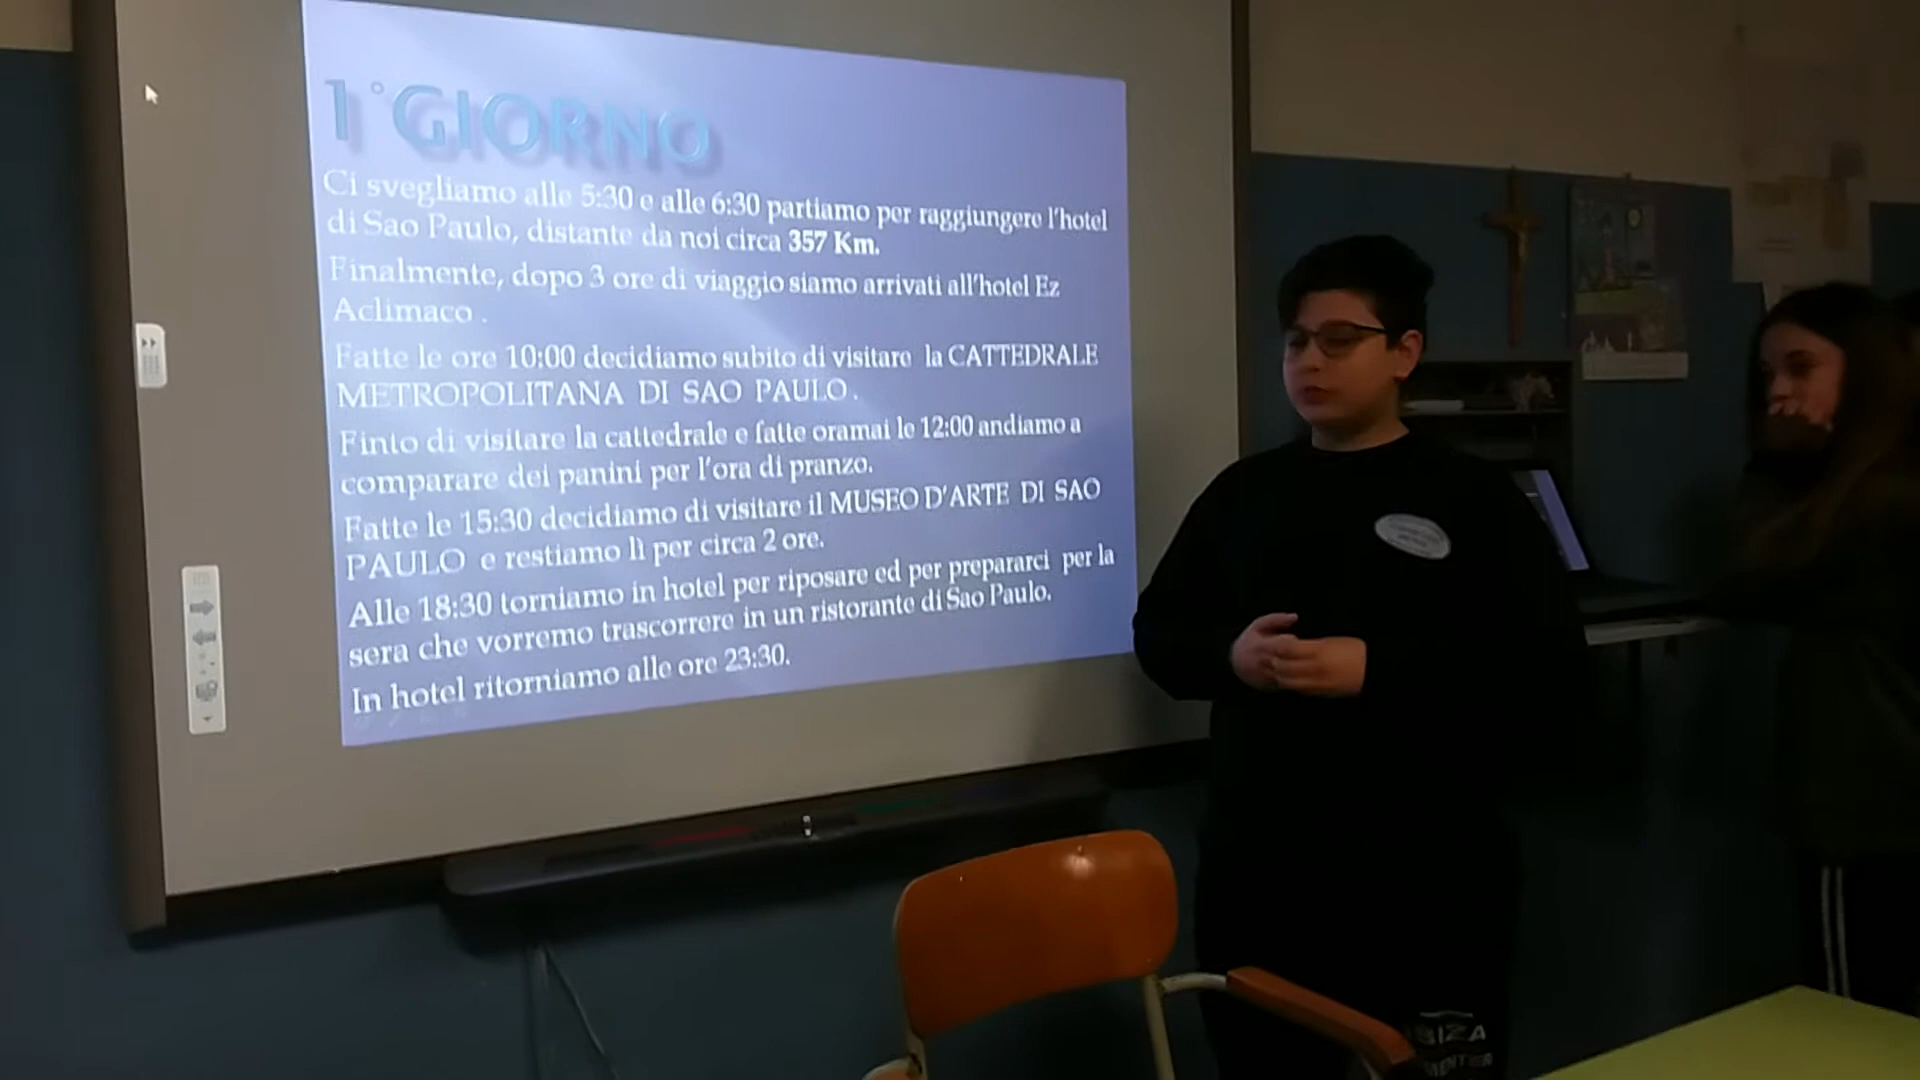 1°GIORNO
Ci svegliamo alle 5:30 e alle 6:30 partiamo per raggiungere l'hotel
di Sao Paulo, distante da noi circa 357 Km.
Finalmente, dopo 3 ore di viaggio siamo arrivati all'hotel Ez
Aclimaco .
Fatte le ore 10:00 decidiamo subito di visitare la CATTEDRALE
METROPOLITANA DI SAO PAULO .
Finto di visitare la cattedrale e fatte oramai le 12:00 andiamo a
comparare dei panini per l'ora di pranzo.
Fatte le 15:30 decidiamo di visitare il MUSEO D'ARTE DI SAO
PAULO e restiamo lì per circa 2 ore.
Alle 18:30 torniamo in hotel per riposare ed per prepararci per la
sera che vorremo trascorrere in un ristorante di Sao Paulo.
In hotel ritorniamo alle ore 23:30.